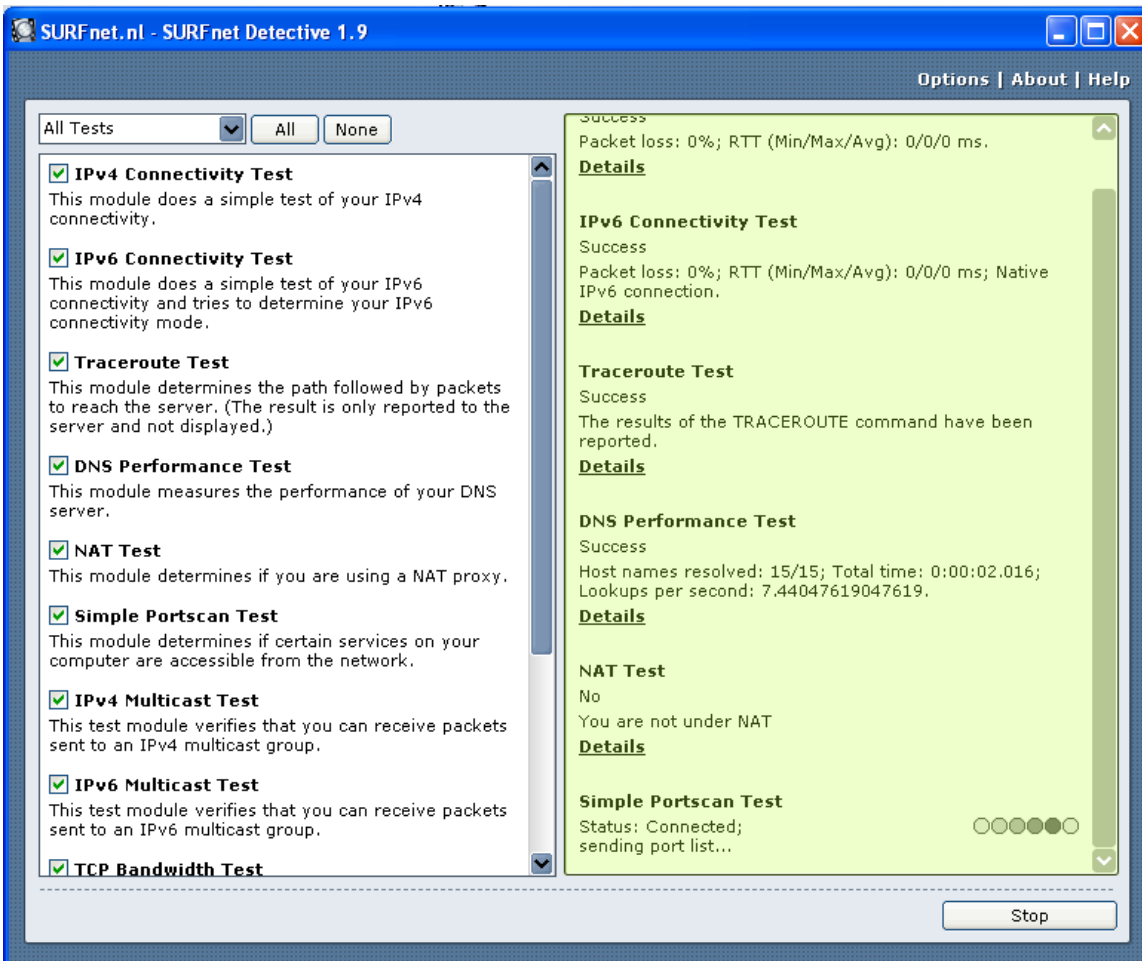 SURFnet.nl - SURFnet Detective 1.9
Options | About | Help
All Tests
All
None
IPv4 Connectivity Test
This module does a simple test of your IPv4
connectivity.
IPv6 Connectivity Test
This module does a simple test of your IPv6
connectivity and tries to determine your IPv6
connectivity mode.
Traceroute Test
This module determines the path followed by packets
to reach the server. (The result is only reported to the
server and not displayed.)
DNS Performance Test
This module measures the performance of your DNS
server.
NAT Test
This module determines if you are using a NAT proxy.
Simple Portscan Test
This module determines if certain services on your
computer are accessible from the network.
IPv4 Multicast Test
This test module verifies that you can receive packets
sent to an IPv4 multicast group.
IPv6 Multicast Test
This test module verifies that you can receive packets
sent to an IPv6 multicast group.
TCP Bandwidth Test
Success
Packet loss: 0%; RTT (Min/Max/Avg): 0/0/0 ms.
Details
IPv6 Connectivity Test
Success
Packet loss: 0%; RTT (Min/Max/Avg): 0/0/0 ms; Native
IPv6 connection.
Details
Traceroute Test
Success
The results of the TRACEROUTE command have been
reported.
Details
DNS Performance Test
Success
Host names resolved: 15/15; Total time: 0:00:02.016;
Lookups per second: 7.44047619047619.
Details
NAT Test
No
You are not under NAT
Details
Simple Portscan Test
Status: Connected;
sending port list...
Stop